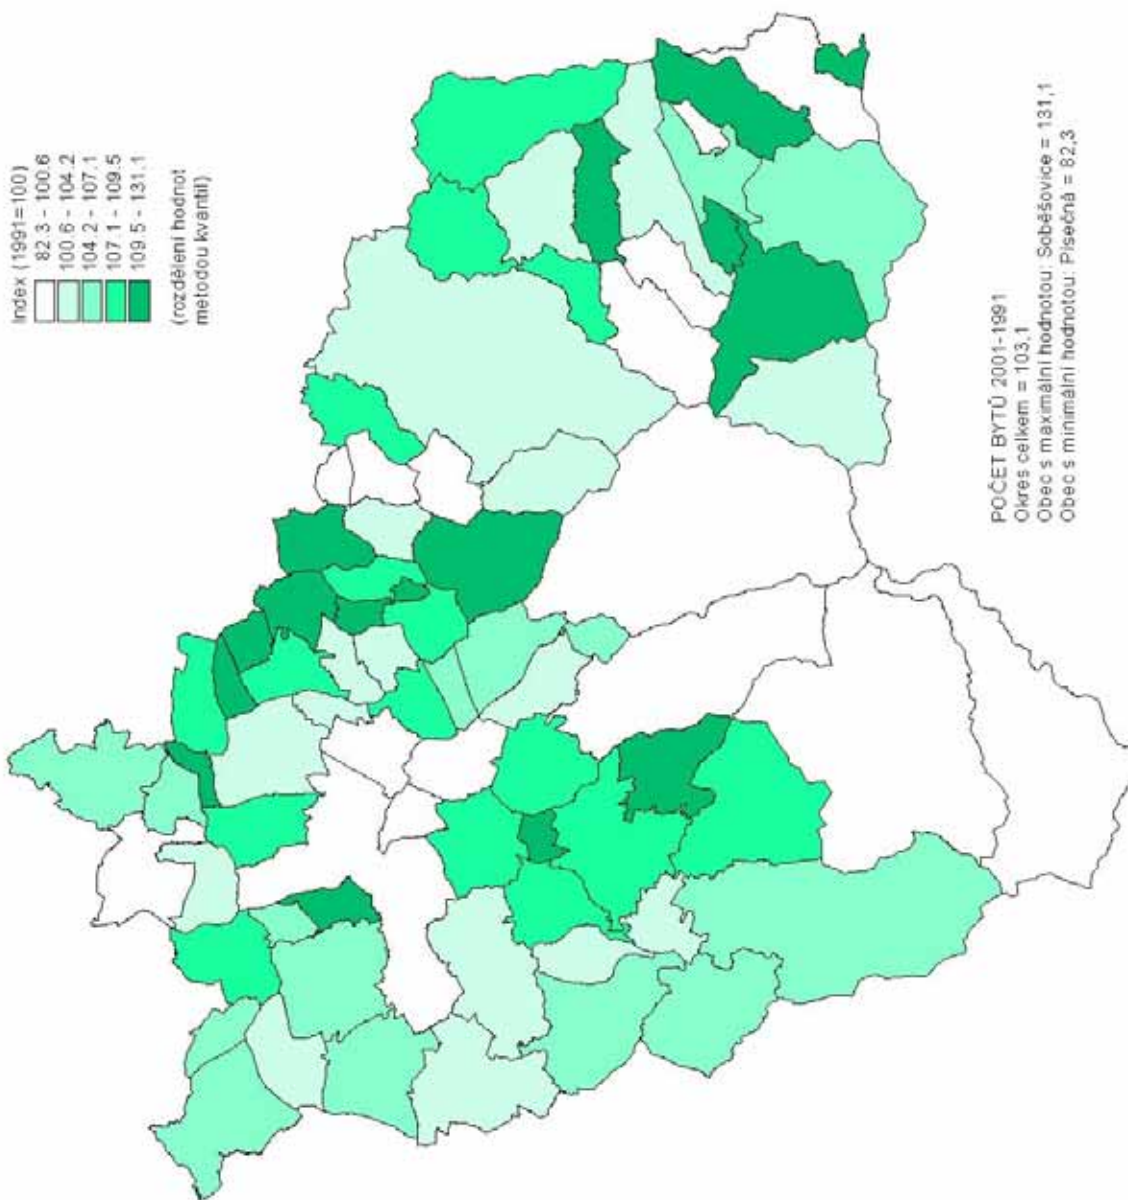 Index (1991=100)
82.3 - 100.6
100.6 - 104.2
104.2 - 107.1
107.1 - 109.5
109.5 - 131.1
(rozdělení hodnot
metodou kvantil)
POČET BYTŮ 2001-1991
Okres celkem = 103,1
Obec s maximální hodnotou: Soběšovice = 131,1
Obec s minimální hodnotou: Písečná = 82,3